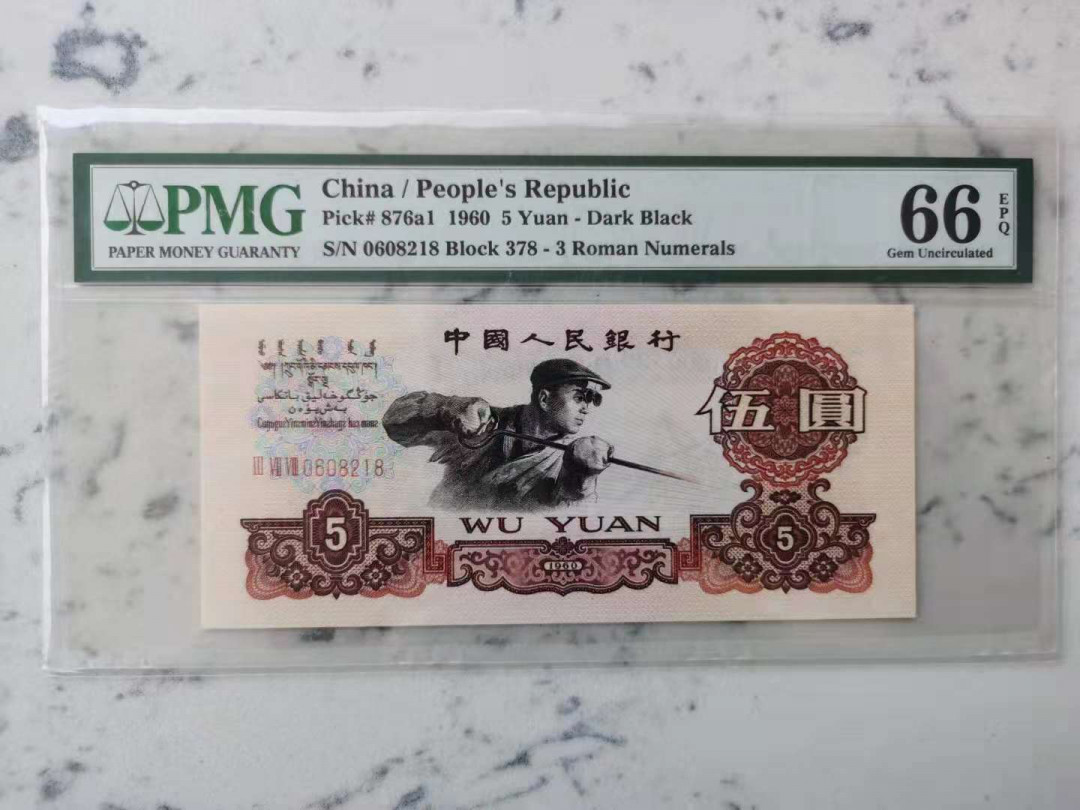 PMG
PAPER MONEY GUARANTY
China / People's Republic
Pick# 876a1 1960 5 Yuan - Dark Black
S/N 0608218 Block 378 - 3 Roman Numerals
66
EPQ
Gem Uncirculated
中國人民銀行
伍圓
III VII VIII 0608218
WU YUAN
5
1960
5